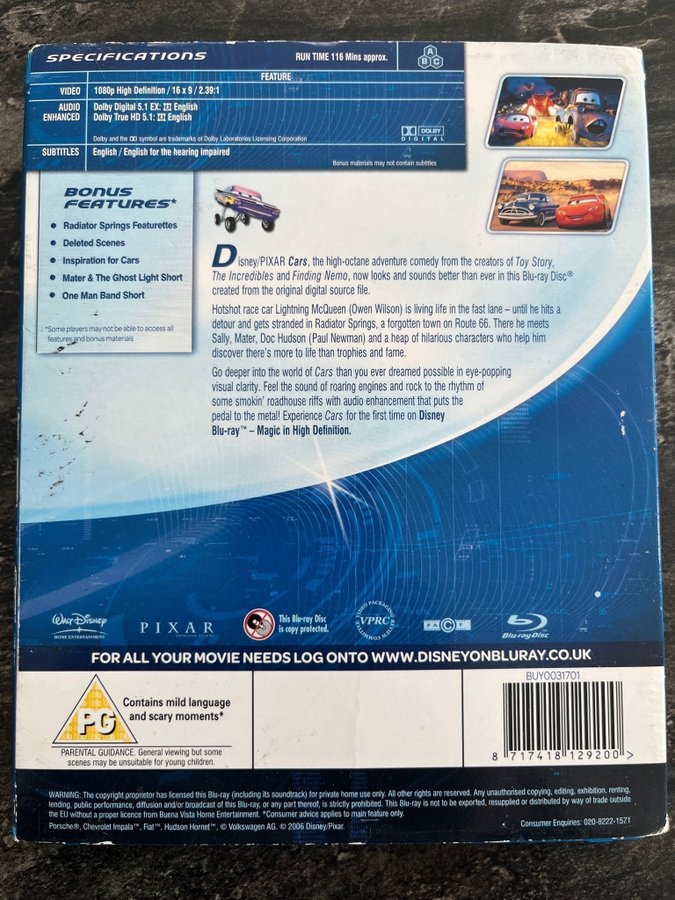 SPECIFICATIONS
RUN TIME 116 Mins approx.
A
B C
FEATURE
VIDEO 1080p High Definition / 16 x 9 / 2.39:1
AUDIO Dolby Digital 5.1 EX: English
ENHANCED Dolby True HD 5.1: English
Dolby and the symbol are trademarks of Dolby Laboratories Licensing Corporation
DOLBY
DIGITAL
SUBTITLES English / English for the hearing impaired
Bonus materials may not contain subtitles
BONUS
FEATURES*
• Radiator Springs Featurettes
• Deleted Scenes
• Inspiration for Cars
• Mater & The Ghost Light Short
• One Man Band Short
*Some players may not be able to access all
features and bonus materials
Disney/PIXAR Cars, the high-octane adventure comedy from the creators of Toy Story,
The Incredibles and Finding Nemo, now looks and sounds better than ever in this Blu-ray Disc®
created from the original digital source file.
Hotshot race car Lightning McQueen (Owen Wilson) is living life in the fast lane – until he hits a
detour and gets stranded in Radiator Springs, a forgotten town on Route 66. There he meets
Sally, Mater, Doc Hudson (Paul Newman) and a heap of hilarious characters who help him
discover there's more to life than trophies and fame.
Go deeper into the world of Cars than you ever dreamed possible in eye-popping
visual clarity. Feel the sound of roaring engines and rock to the rhythm of
some smokin' roadhouse riffs with audio enhancement that puts the
pedal to the metal! Experience Cars for the first time on Disney
Blu-ray™ – Magic in High Definition.
Walt Disney
HOME ENTERTAINMENT
PIXAR
ANIMATION STUDIOS
This Blu-ray Disc
is copy protected.
VIDEO PACKAGING REVIEW COMMITTEE
VPRC
FACT
Blu-ray Disc
FOR ALL YOUR MOVIE NEEDS LOG ONTO WWW.DISNEYONBLURAY.CO.UK
PG
Contains mild language
and scary moments*
PARENTAL GUIDANCE. General viewing but some
scenes may be unsuitable for young children.
BUY0031701
8 717418 129200 >
WARNING: The copyright proprietor has licensed this Blu-ray (including its soundtrack) for private home use only. All other rights are reserved. Any unauthorised copying, editing, exhibition, renting,
lending, public performance, diffusion and/or broadcast of this Blu-ray, or any part thereof, is strictly prohibited. This Blu-ray is not to be exported, resupplied or distributed by way of trade outside
the EU without a proper licence from Buena Vista Home Entertainment. *Consumer advice applies to main feature only.
Porsche®, Chevrolet Impala™, Fiat™, Hudson Hornet™, © Volkswagen AG. © 2006 Disney/Pixar.
Consumer Enquiries: 020-8222-1571